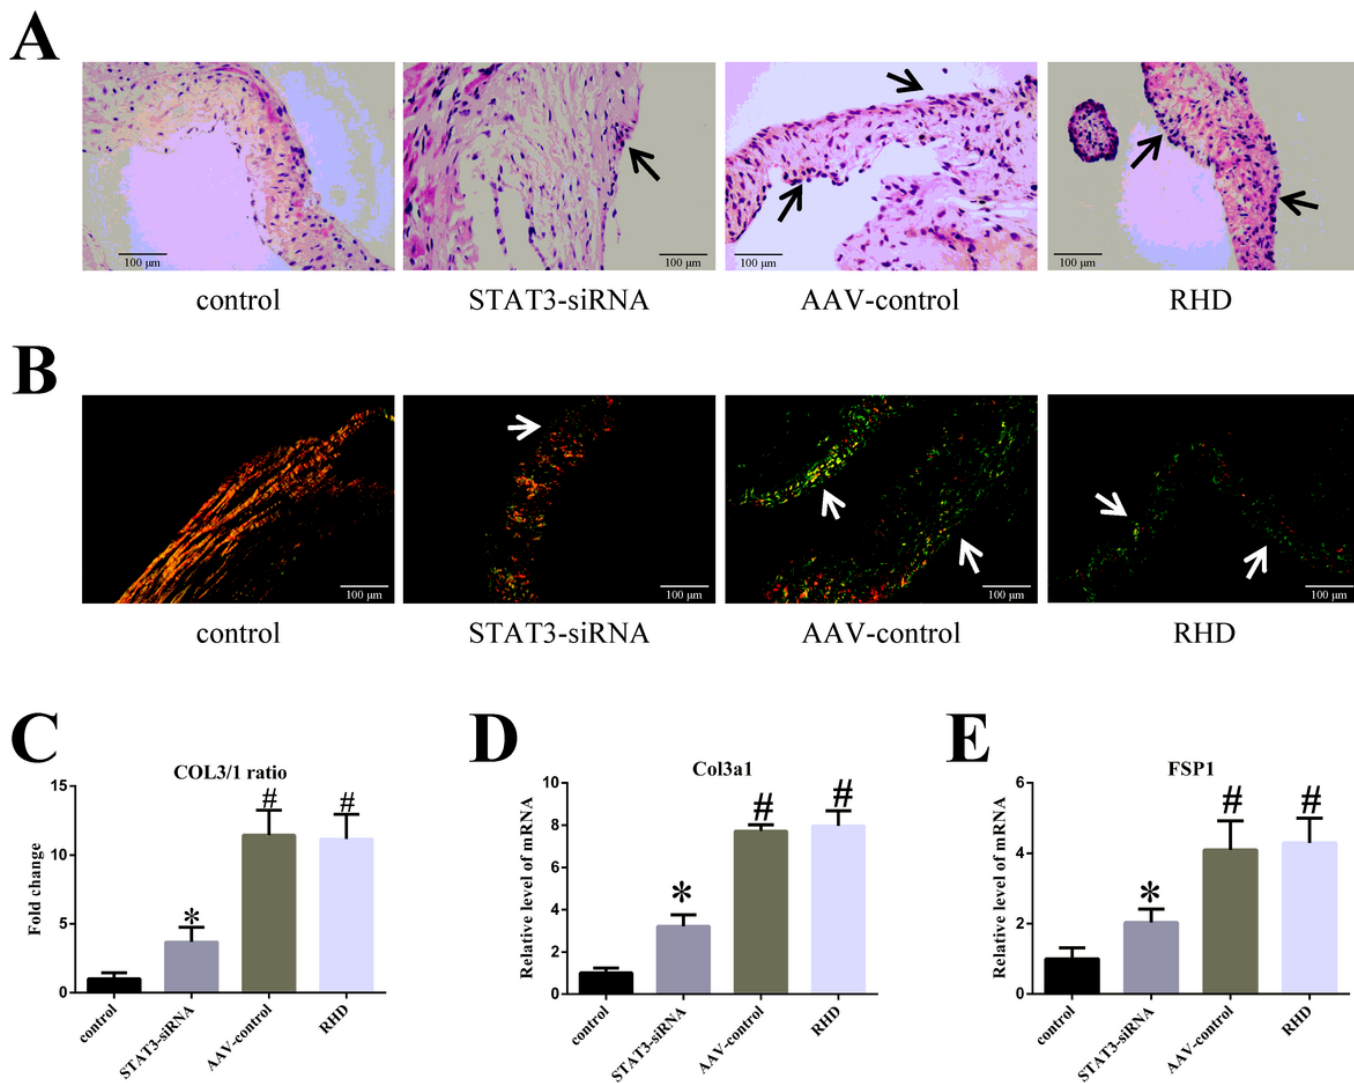 A
100 μm
100 μm
100 μm
100 μm
control
STAT3-siRNA
AAV-control
RHD
B
100 μm
100 μm
100 μm
100 μm
control
STAT3-siRNA
AAV-control
RHD
C
COL3/1 ratio
Fold change
15
10
5
0
#
#
*
control
STAT3-siRNA
AAV-control
RHD
D
Col3a1
Relative level of mRNA
10
8
6
4
2
0
#
#
*
control
STAT3-siRNA
AAV-control
RHD
E
FSP1
Relative level of mRNA
6
4
2
0
#
#
*
control
STAT3-siRNA
AAV-control
RHD